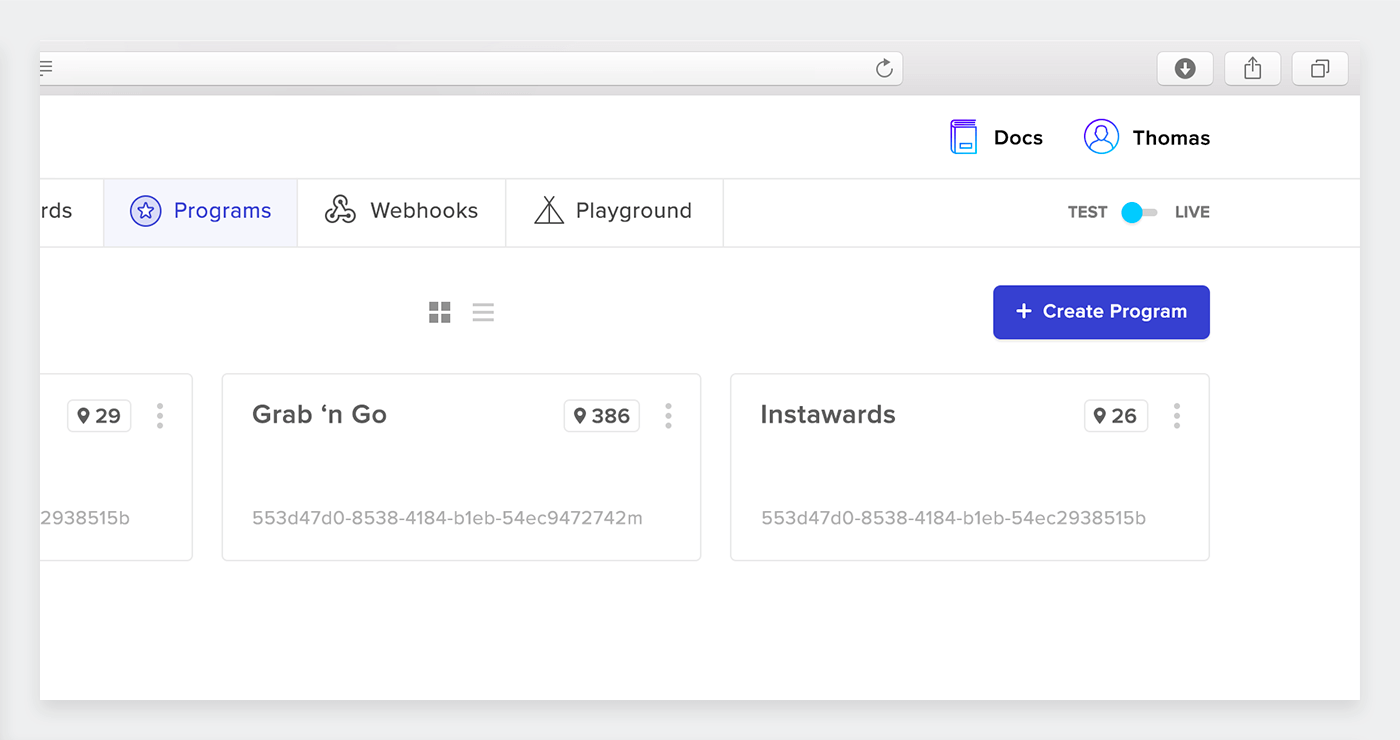 Docs
Thomas
rds
Programs
Webhooks
Playground
TEST
LIVE
+ Create Program
29
Grab ‘n Go
386
Instawards
26
2938515b
553d47d0-8538-4184-b1eb-54ec9472742m
553d47d0-8538-4184-b1eb-54ec2938515b